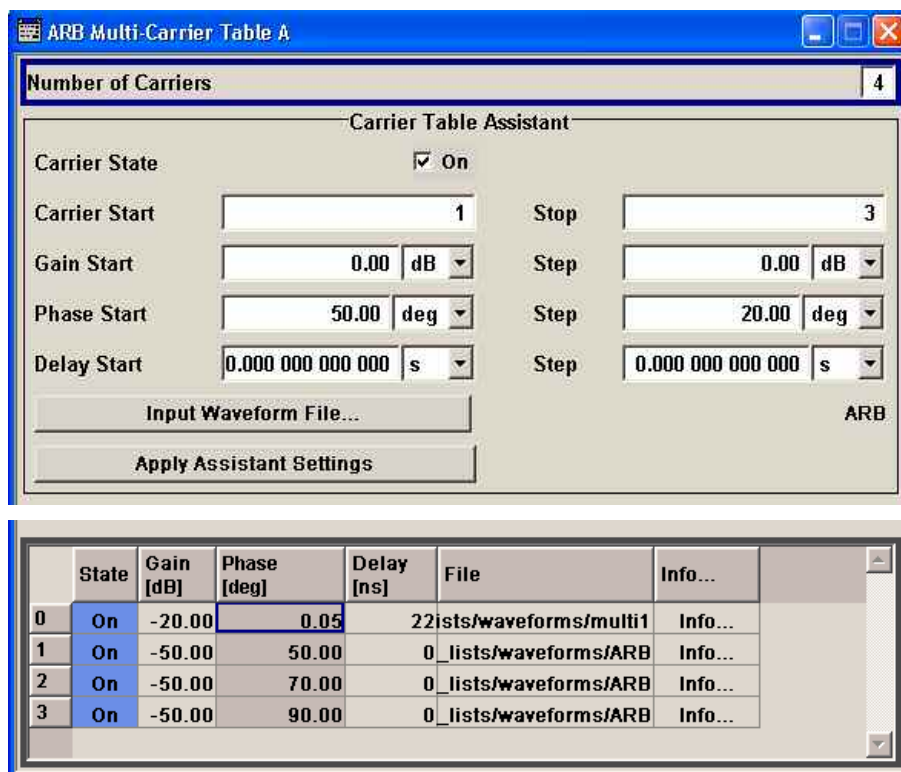 ARB Multi-Carrier Table A
Number of Carriers 4
Carrier Table Assistant
Carrier State On
Carrier Start 1 Stop 3
Gain Start 0.00 dB Step 0.00 dB
Phase Start 50.00 deg Step 20.00 deg
Delay Start 0.000 000 000 000 s Step 0.000 000 000 000 s
Input Waveform File... ARB
Apply Assistant Settings
State Gain [dB] Phase [deg] Delay [ns] File Info...
0 On -20.00 0.05 22 ists/waveforms/multi1 Info...
1 On -50.00 50.00 0 _lists/waveforms/ARB Info...
2 On -50.00 70.00 0 _lists/waveforms/ARB Info...
3 On -50.00 90.00 0 _lists/waveforms/ARB Info...